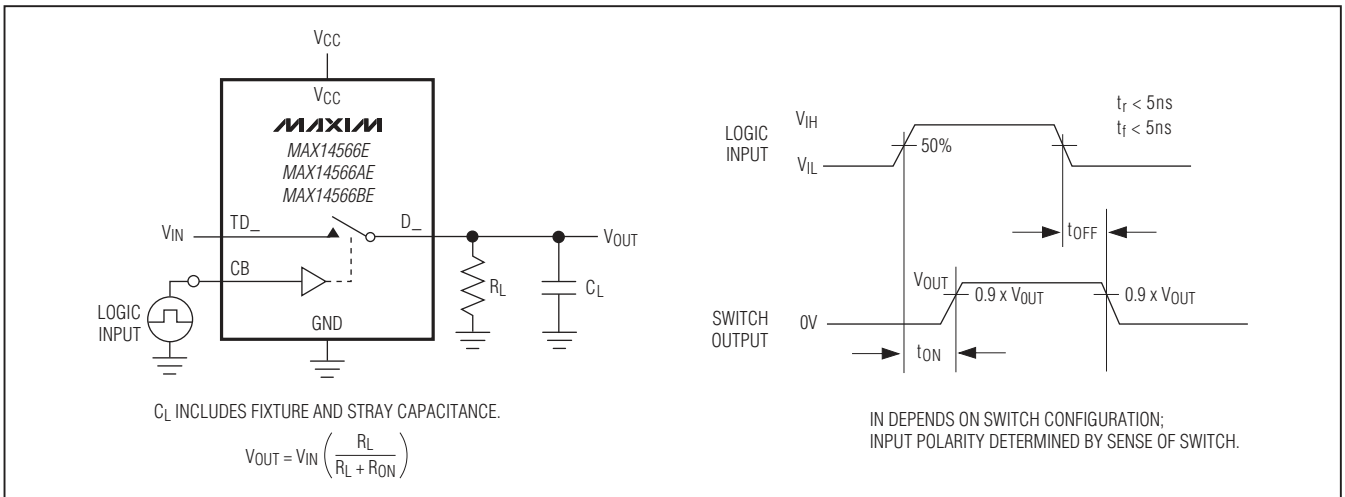 VCC
VCC
MAXIM
MAX14566E
MAX14566AE
MAX14566BE
VIN
TD_
D_
VOUT
CB
RL
CL
LOGIC
INPUT
GND
CL INCLUDES FIXTURE AND STRAY CAPACITANCE.
VOUT = VIN ( RL / RL + RON )
LOGIC
INPUT
VIH
VIL
50%
tr < 5ns
tf < 5ns
tOFF
SWITCH
OUTPUT
VOUT
0V
0.9 x VOUT
0.9 x VOUT
tON
IN DEPENDS ON SWITCH CONFIGURATION;
INPUT POLARITY DETERMINED BY SENSE OF SWITCH.